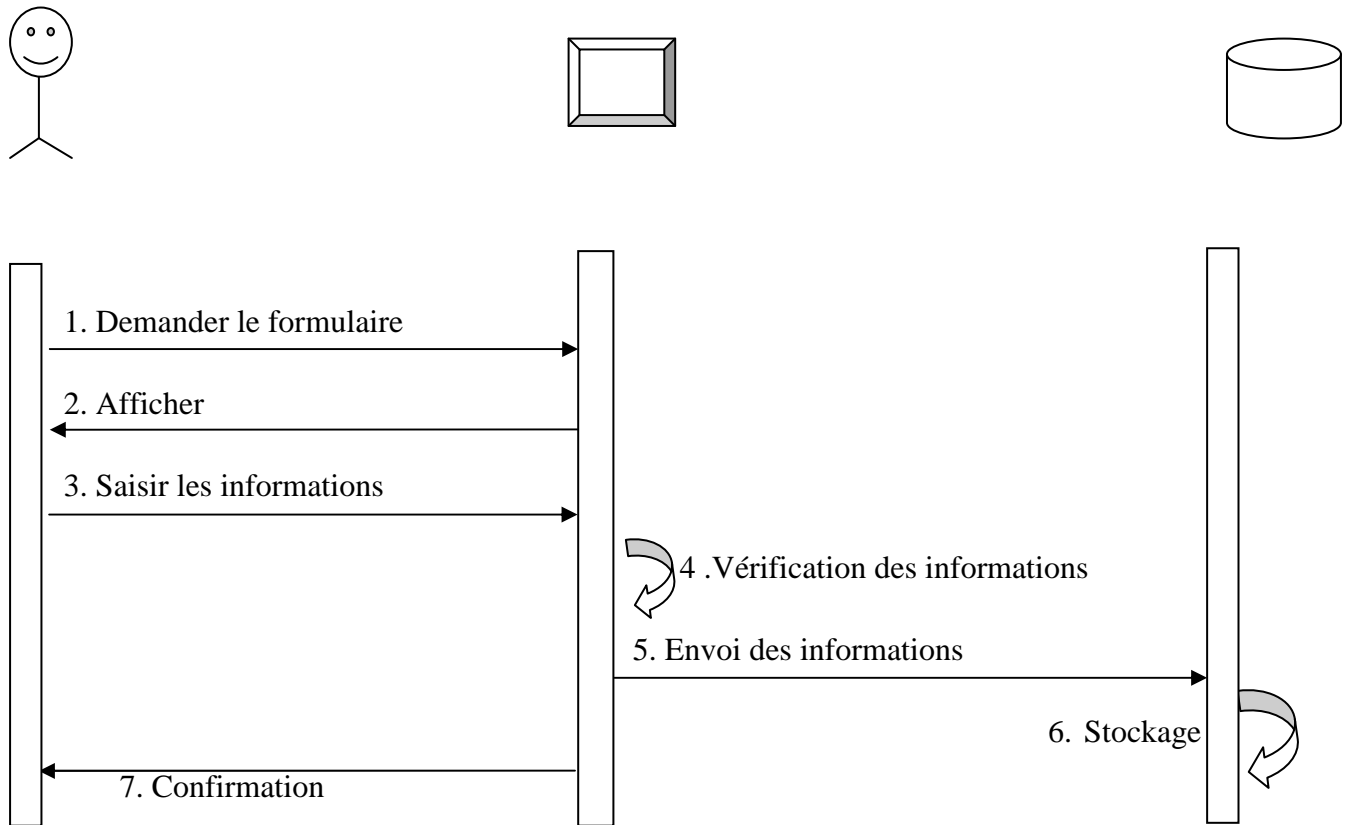 1. Demander le formulaire
2. Afficher
3. Saisir les informations
4 .Vérification des informations
5. Envoi des informations
6. Stockage
7. Confirmation